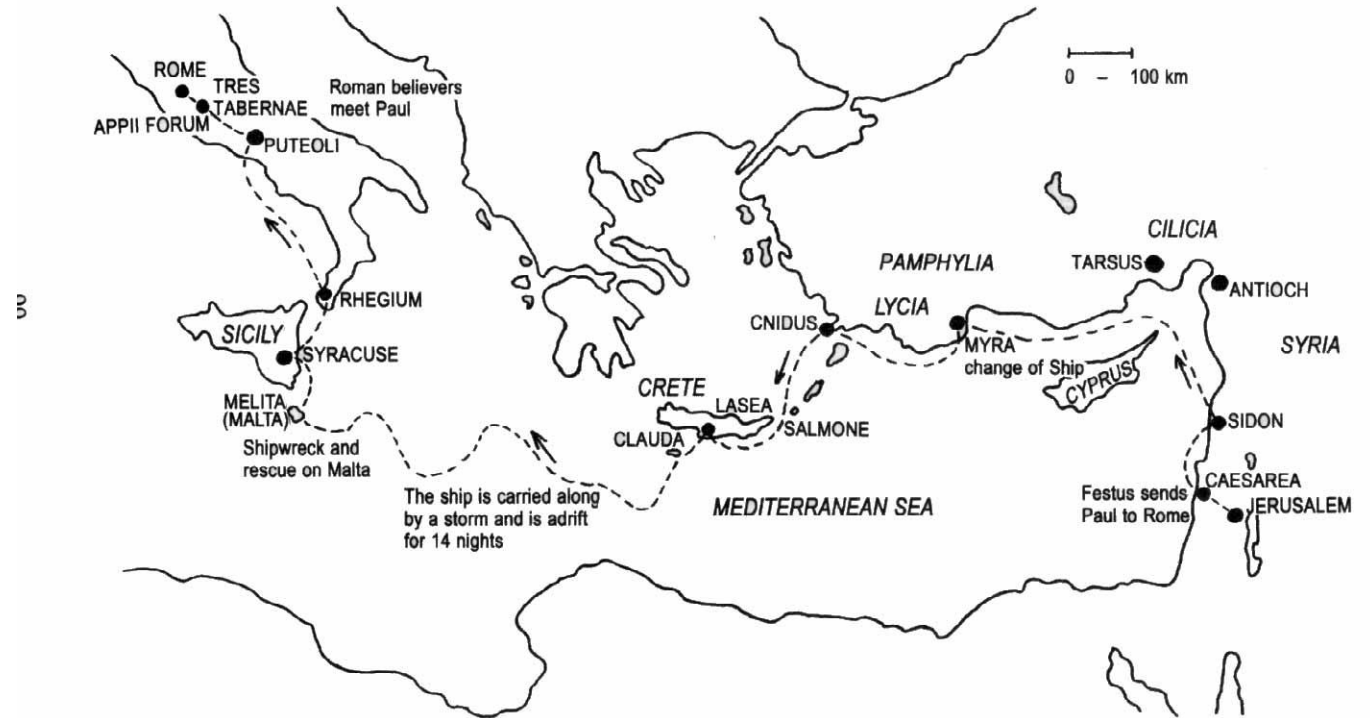 ROME
TRES
TABERNAE
APPII FORUM
PUTEOLI
Roman believers
meet Paul
0 – 100 km
RHEGIUM
SICILY
SYRACUSE
MELITA
(MALTA)
Shipwreck and
rescue on Malta
The ship is carried along
by a storm and is adrift
for 14 nights
CRETE
LASEA
CLAUDA
SALMONE
CNIDUS
PAMPHYLIA
LYCIA
MYRA
change of Ship
CYPRUS
CILICIA
TARSUS
ANTIOCH
SYRIA
SIDON
CAESAREA
JERUSALEM
Festus sends
Paul to Rome
MEDITERRANEAN SEA